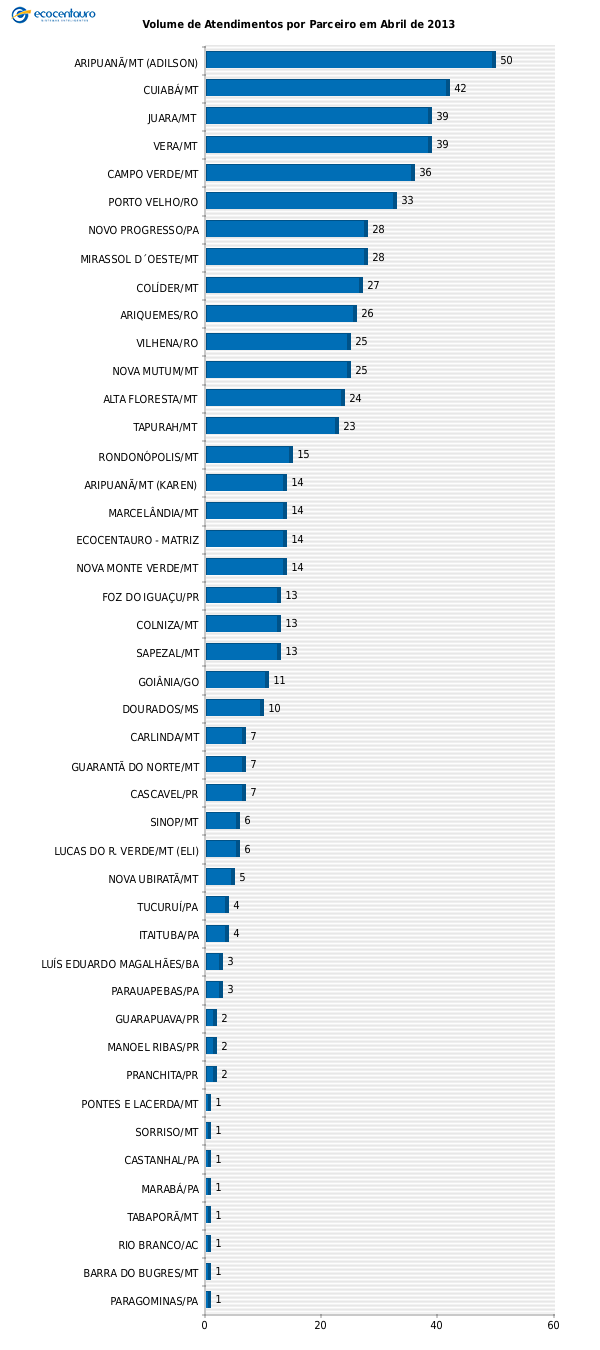 ecocentauro
Volume de Atendimentos por Parceiro em Abril de 2013
ARIPUANÃ/MT (ADILSON) 50
CUIABÁ/MT 42
JUARA/MT 39
VERA/MT 39
CAMPO VERDE/MT 36
PORTO VELHO/RO 33
NOVO PROGRESSO/PA 28
MIRASSOL D´OESTE/MT 28
COLÍDER/MT 27
ARIQUEMES/RO 26
VILHENA/RO 25
NOVA MUTUM/MT 25
ALTA FLORESTA/MT 24
TAPURAH/MT 23
RONDONÓPOLIS/MT 15
ARIPUANÃ/MT (KAREN) 14
MARCELÂNDIA/MT 14
ECOCENTAURO - MATRIZ 14
NOVA MONTE VERDE/MT 14
FOZ DO IGUAÇU/PR 13
COLNIZA/MT 13
SAPEZAL/MT 13
GOIÂNIA/GO 11
DOURADOS/MS 10
CARLINDA/MT 7
GUARANTÃ DO NORTE/MT 7
CASCAVEL/PR 7
SINOP/MT 6
LUCAS DO R. VERDE/MT (ELI) 6
NOVA UBIRATÃ/MT 5
TUCURUÍ/PA 4
ITAITUBA/PA 4
LUÍS EDUARDO MAGALHÃES/BA 3
PARAUAPEBAS/PA 3
GUARAPUAVA/PR 2
MANOEL RIBAS/PR 2
PRANCHITA/PR 2
PONTES E LACERDA/MT 1
SORRISO/MT 1
CASTANHAL/PA 1
MARABÁ/PA 1
TABAPORÃ/MT 1
RIO BRANCO/AC 1
BARRA DO BUGRES/MT 1
PARAGOMINAS/PA 1
0 20 40 60